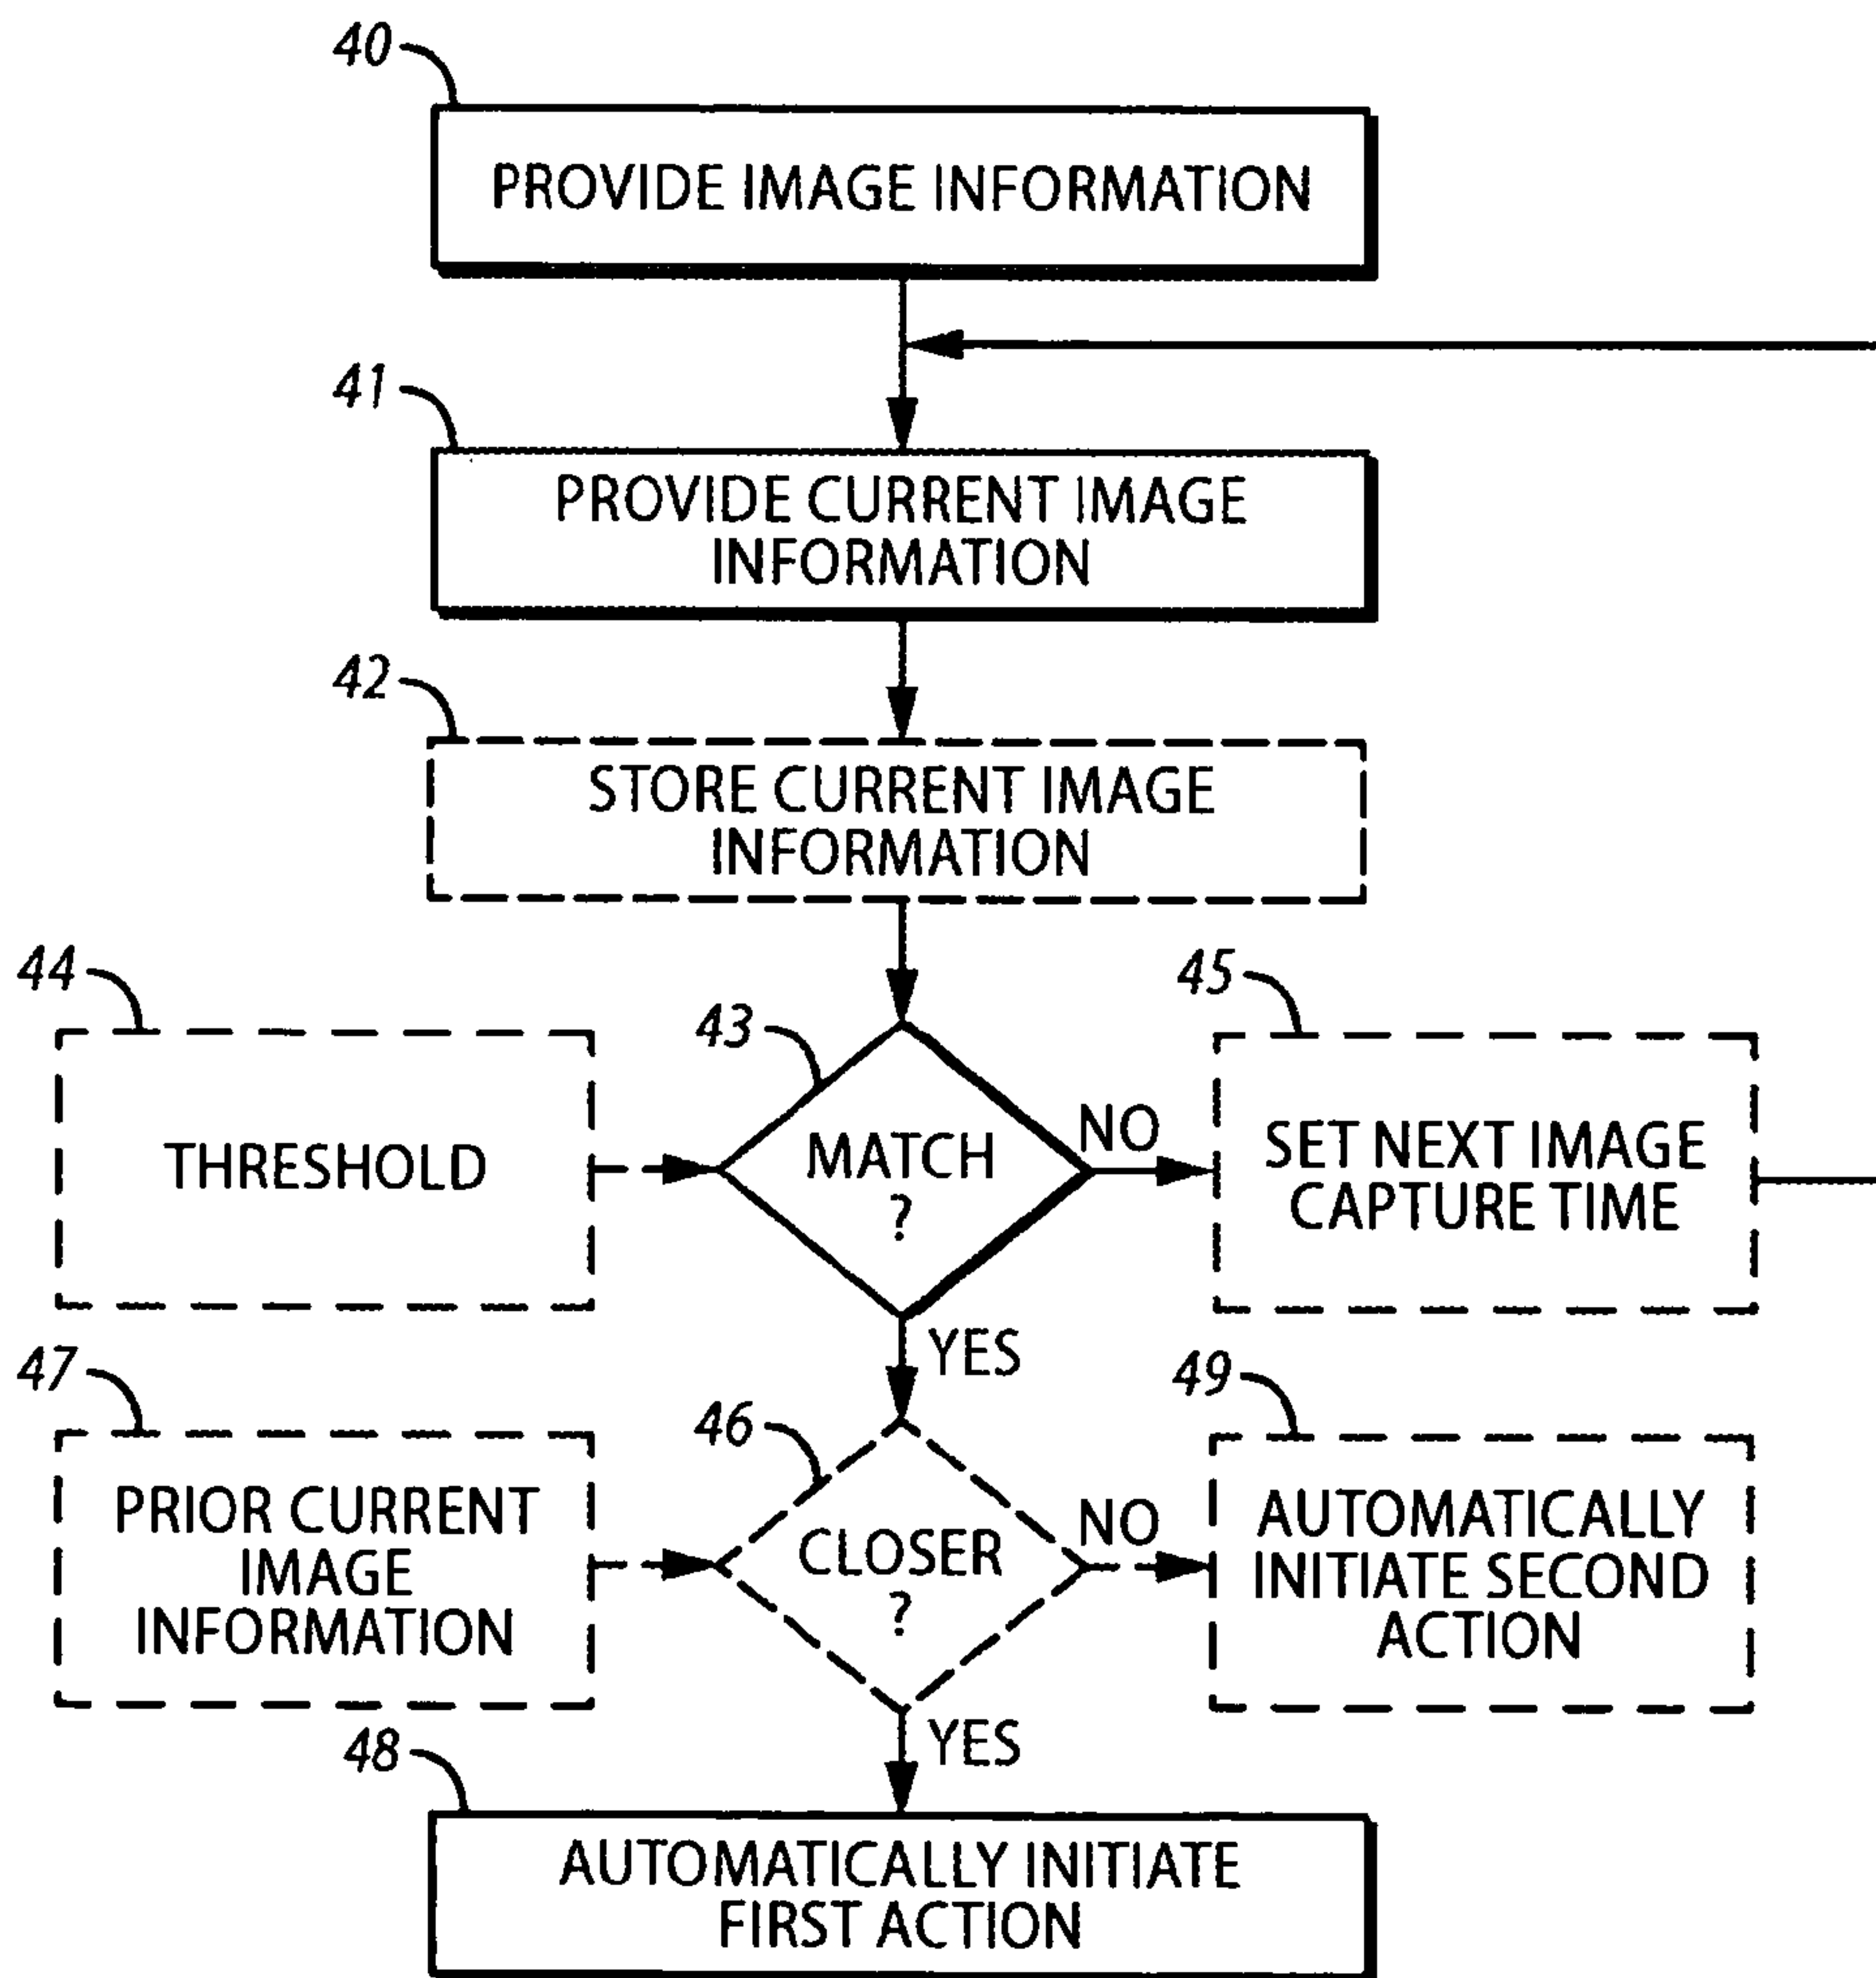 40
PROVIDE IMAGE INFORMATION
41
PROVIDE CURRENT IMAGE
INFORMATION
42
STORE CURRENT IMAGE
INFORMATION
44
THRESHOLD
43
MATCH
?
NO
45
SET NEXT IMAGE
CAPTURE TIME
YES
47
PRIOR CURRENT
IMAGE
INFORMATION
46
CLOSER
?
NO
49
AUTOMATICALLY
INITIATE SECOND
ACTION
YES
48
AUTOMATICALLY INITIATE
FIRST ACTION